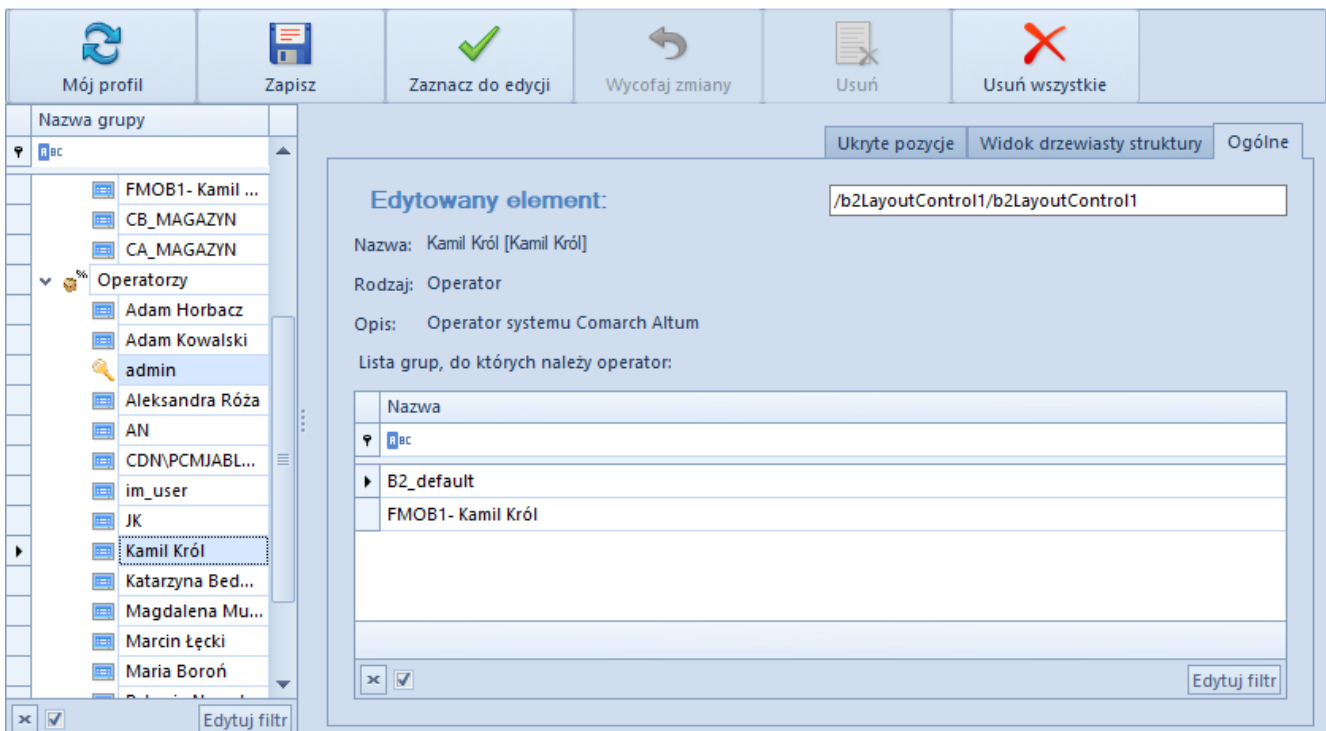 Mój profil
Zapisz
Zaznacz do edycji
Wycofaj zmiany
Usuń
Usuń wszystkie
Nazwa grupy
ABC
FMOB1- Kamil ...
CB_MAGAZYN
CA_MAGAZYN
Operatorzy
Adam Horbacz
Adam Kowalski
admin
Aleksandra Róża
AN
CDN\PCMJABL...
im_user
JK
Kamil Król
Katarzyna Bed...
Magdalena Mu...
Marcin Łęcki
Maria Boroń
Edytuj filtr
Ukryte pozycje
Widok drzewiasty struktury
Ogólne
Edytowany element:
/b2LayoutControl1/b2LayoutControl1
Nazwa: Kamil Król [Kamil Król]
Rodzaj: Operator
Opis: Operator systemu Comarch Altum
Lista grup, do których należy operator:
Nazwa
ABC
B2_default
FMOB1- Kamil Król
Edytuj filtr